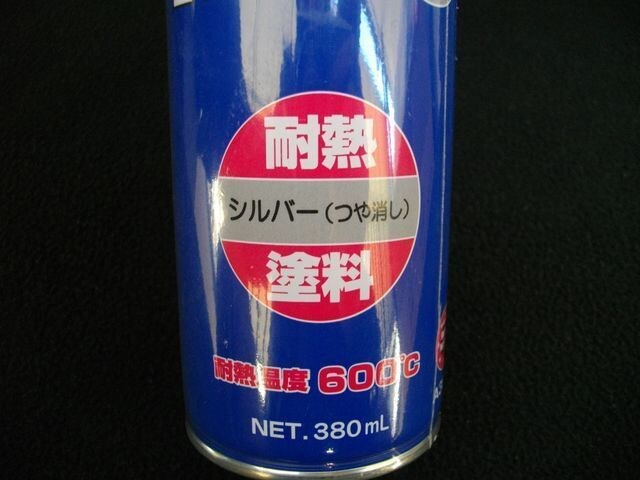 耐熱
シルバー(つや消し)
塗料
耐熱温度 600℃
NET. 380mL